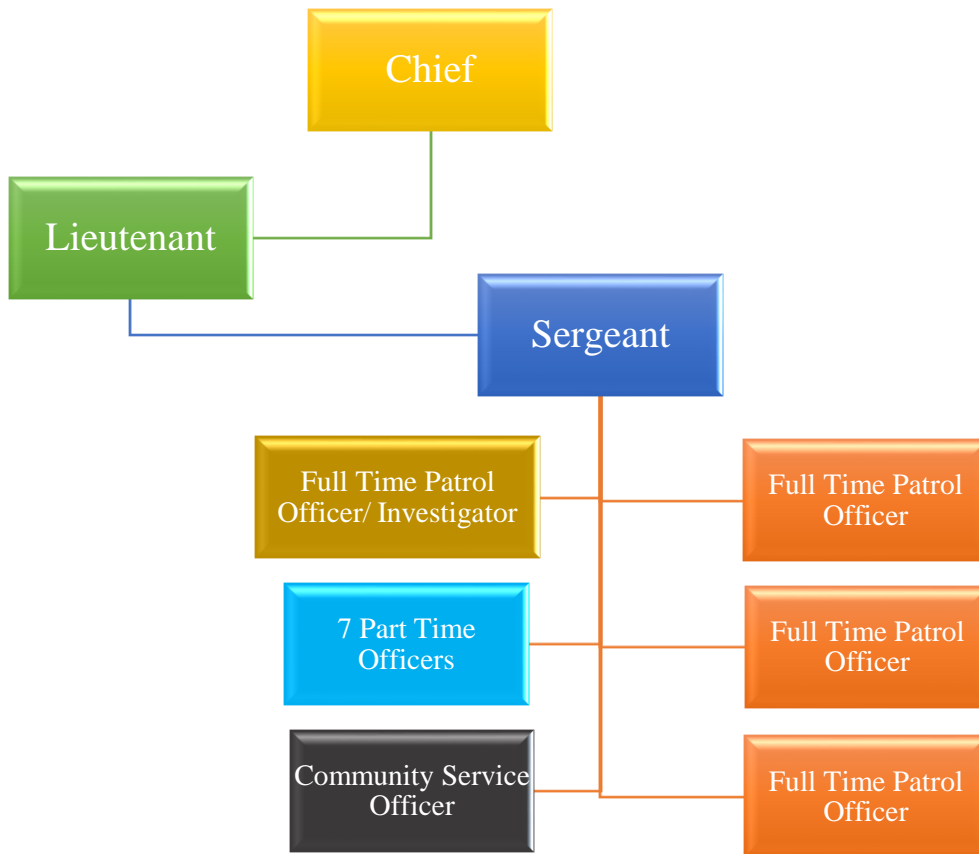 Chief
Lieutenant
Sergeant
Full Time Patrol
Officer/ Investigator
Full Time Patrol
Officer
7 Part Time
Officers
Full Time Patrol
Officer
Community Service
Officer
Full Time Patrol
Officer